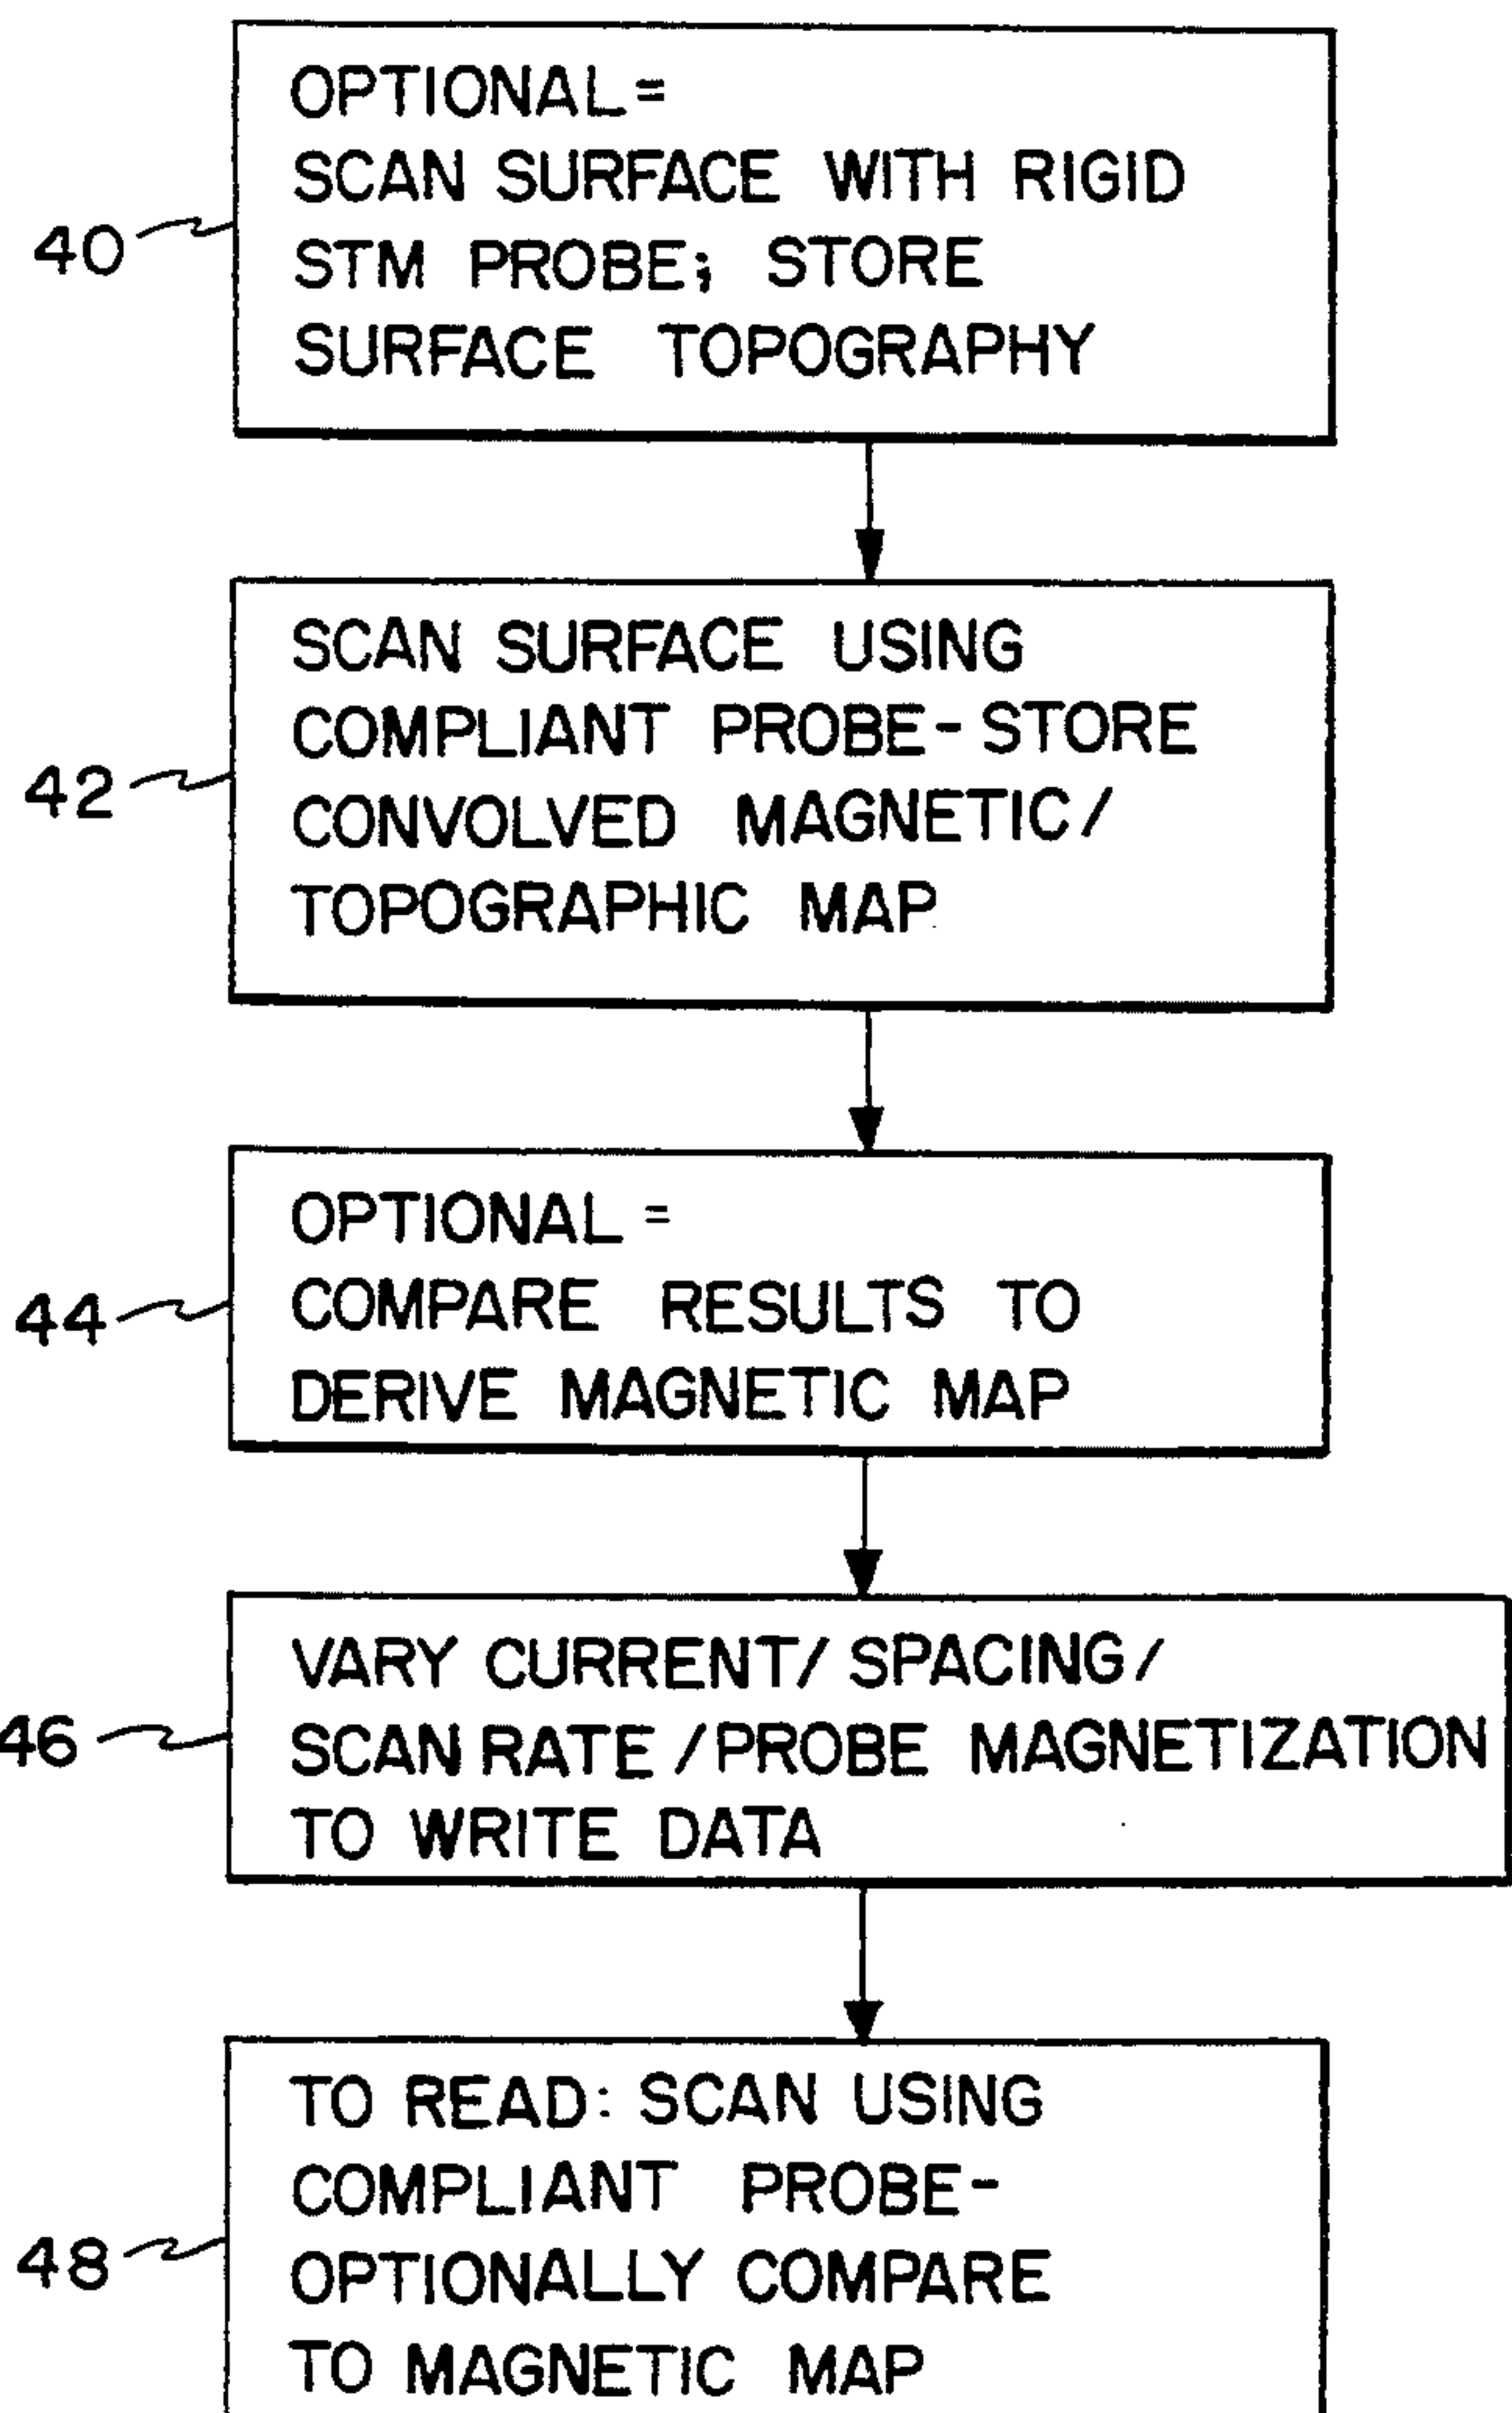 OPTIONAL=
SCAN SURFACE WITH RIGID
40
STM PROBE; STORE
SURFACE TOPOGRAPHY
SCAN SURFACE USING
COMPLIANT PROBE-STORE
42
CONVOLVED MAGNETIC/
TOPOGRAPHIC MAP
OPTIONAL=
44
COMPARE RESULTS TO
DERIVE MAGNETIC MAP
VARY CURRENT/SPACING/
46
SCAN RATE/PROBE MAGNETIZATION
TO WRITE DATA
TO READ: SCAN USING
COMPLIANT PROBE-
48
OPTIONALLY COMPARE
TO MAGNETIC MAP